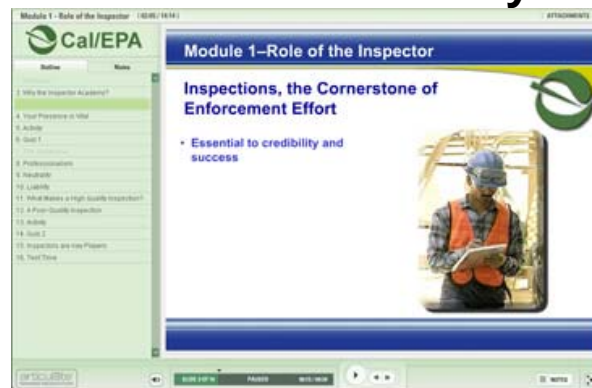 Module 1 - Role of the Inspector
ATTACHMENTS
Cal/EPA
Outline
Notes
2. Why the Inspector Academy?
4. Your Presence is Vital
5. Activity
6. Quiz 1
8. Professionalism
9. Neutrality
10. Liability
11. What Makes a High Quality Inspection?
12. A Poor Quality Inspection
13. Activity
14. Quiz 2
15. Inspectors are Key Players
16. Test Time
Module 1–Role of the Inspector
Inspections, the Cornerstone of
Enforcement Effort
• Essential to credibility and
success
articulate
PAUSED
NOTES